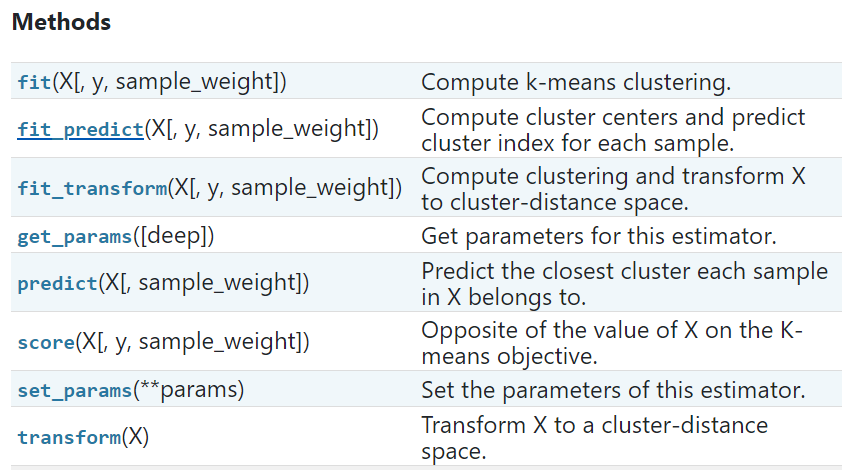 Methods
fit(X[, y, sample_weight]) Compute k-means clustering.
fit_predict(X[, y, sample_weight]) Compute cluster centers and predict
cluster index for each sample.
fit_transform(X[, y, sample_weight]) Compute clustering and transform X
to cluster-distance space.
get_params([deep]) Get parameters for this estimator.
predict(X[, sample_weight]) Predict the closest cluster each sample
in X belongs to.
score(X[, y, sample_weight]) Opposite of the value of X on the K-
means objective.
set_params(**params) Set the parameters of this estimator.
transform(X) Transform X to a cluster-distance
space.